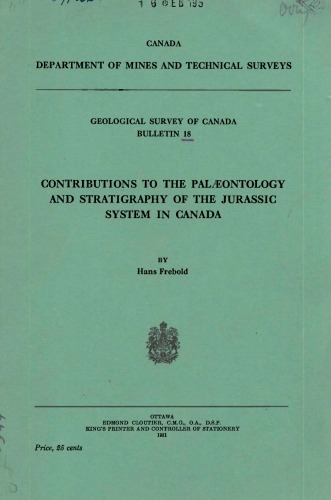 CANADA
DEPARTMENT OF MINES AND TECHNICAL SURVEYS
GEOLOGICAL SURVEY OF CANADA
BULLETIN 18
CONTRIBUTIONS TO THE PALÆONTOLOGY
AND STRATIGRAPHY OF THE JURASSIC
SYSTEM IN CANADA
BY
Hans Frebold
OTTAWA
EDMOND CLOUTIER, C.M.G., O.A., D.S.P.
KING'S PRINTER AND CONTROLLER OF STATIONERY
1951
Price, 25 cents